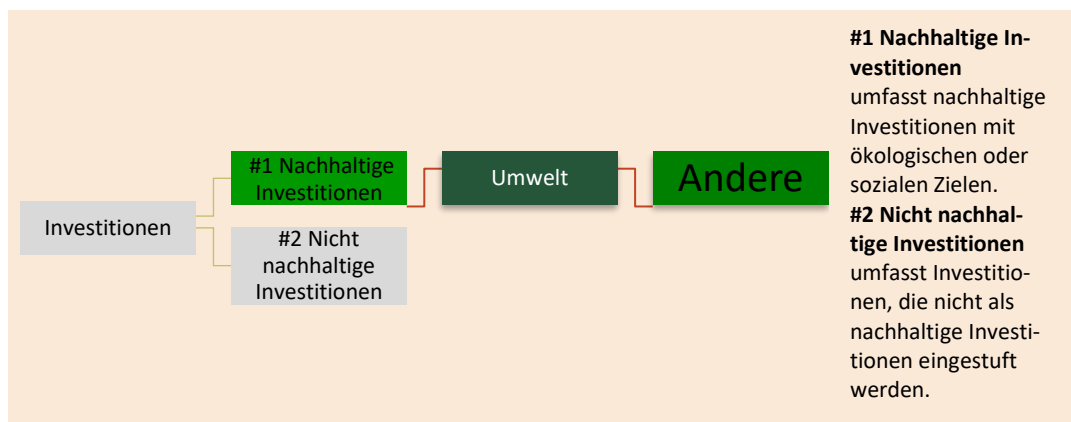 Investitionen
#1 Nachhaltige
Investitionen
#2 Nicht
nachhaltige
Investitionen
Umwelt
Andere
#1 Nachhaltige In-
vestitionen
umfasst nachhaltige
Investitionen mit
ökologischen oder
sozialen Zielen.
#2 Nicht nachhal-
tige Investitionen
umfasst Investitio-
nen, die nicht als
nachhaltige Investi-
tionen eingestuft
werden.